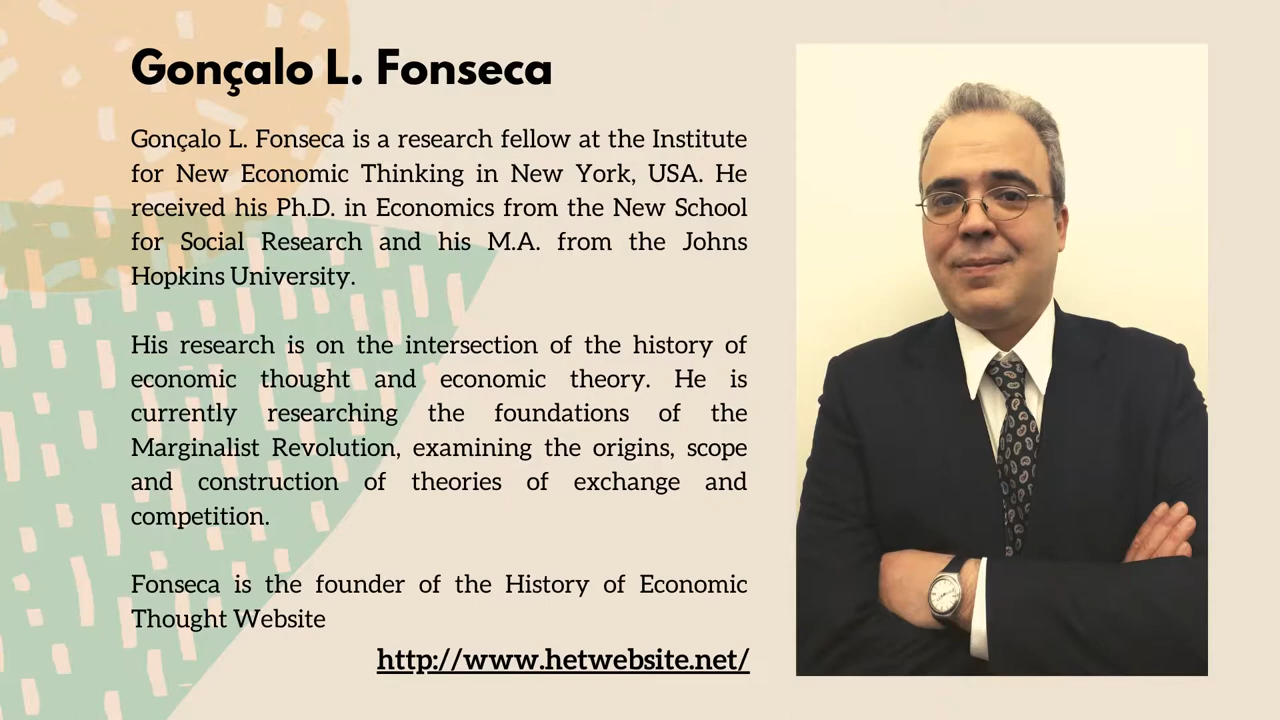 Gonçalo L. Fonseca
Gonçalo L. Fonseca is a research fellow at the Institute
for New Economic Thinking in New York, USA. He
received his Ph.D. in Economics from the New School
for Social Research and his M.A. from the Johns
Hopkins University.
His research is on the intersection of the history of
economic thought and economic theory. He is
currently researching the foundations of the
Marginalist Revolution, examining the origins, scope
and construction of theories of exchange and
competition.
Fonseca is the founder of the History of Economic
Thought Website
http://www.hetwebsite.net/